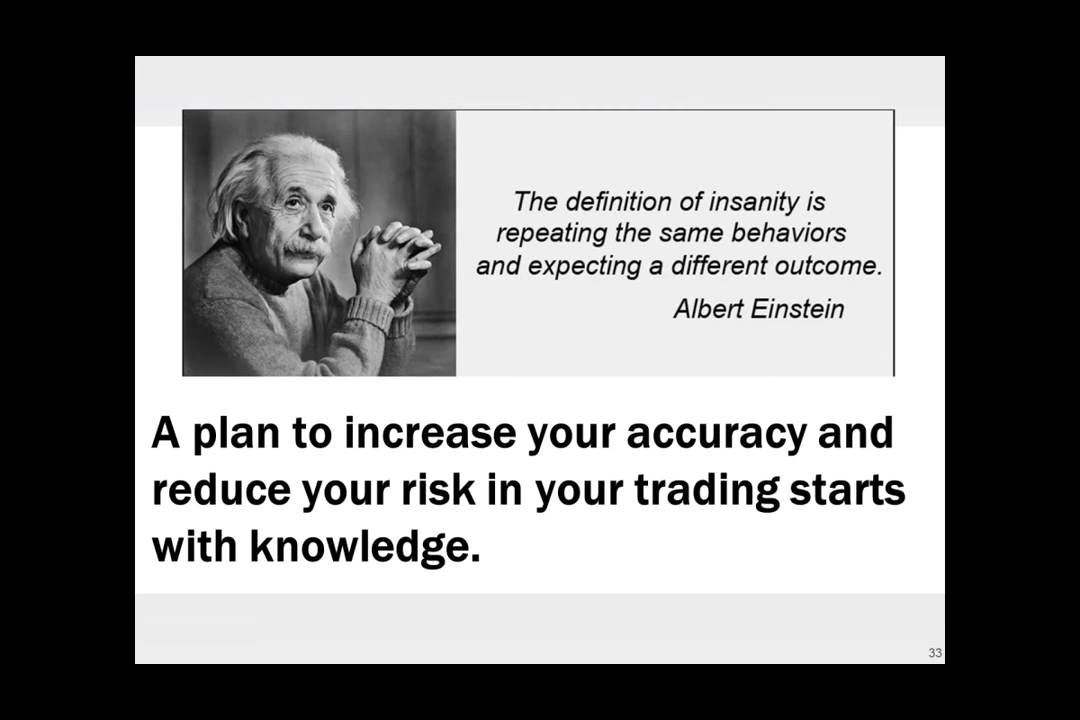 The definition of insanity is
repeating the same behaviors
and expecting a different outcome.
Albert Einstein
A plan to increase your accuracy and
reduce your risk in your trading starts
with knowledge.
33